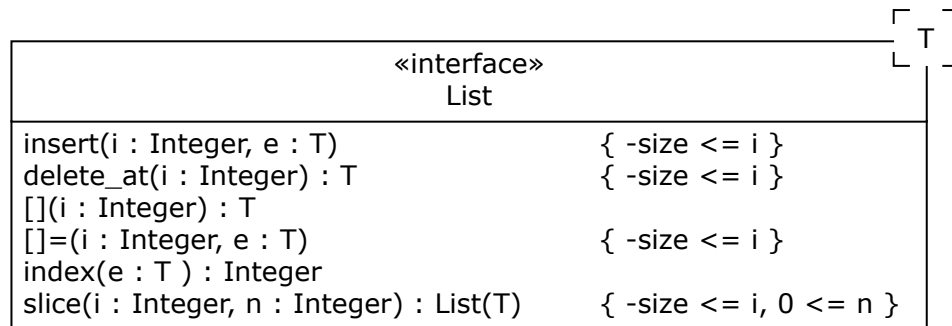 T
«interface»
List
insert(i : Integer, e : T) { -size <= i }
delete_at(i : Integer) : T { -size <= i }
[](i : Integer) : T
[]=(i : Integer, e : T) { -size <= i }
index(e : T ) : Integer
slice(i : Integer, n : Integer) : List(T) { -size <= i, 0 <= n }